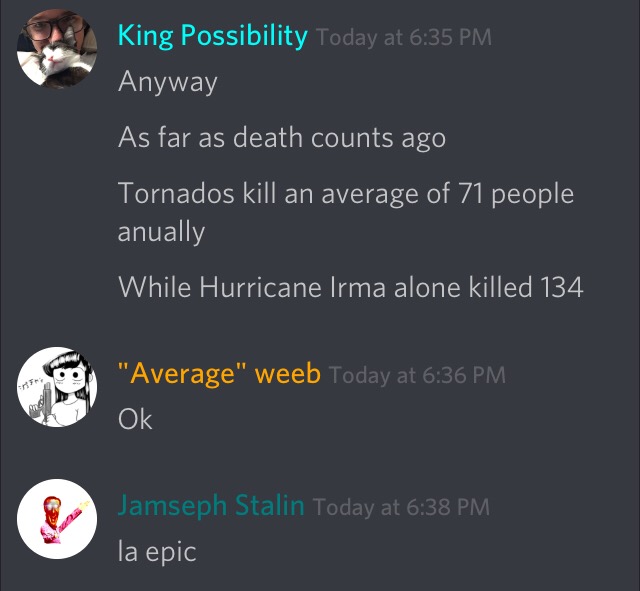 King Possibility Today at 6:35 PM
Anyway
As far as death counts ago
Tornados kill an average of 71 people
anually
While Hurricane Irma alone killed 134
"Average" weeb Today at 6:36 PM
Ok
Jamseph Stalin Today at 6:38 PM
la epic